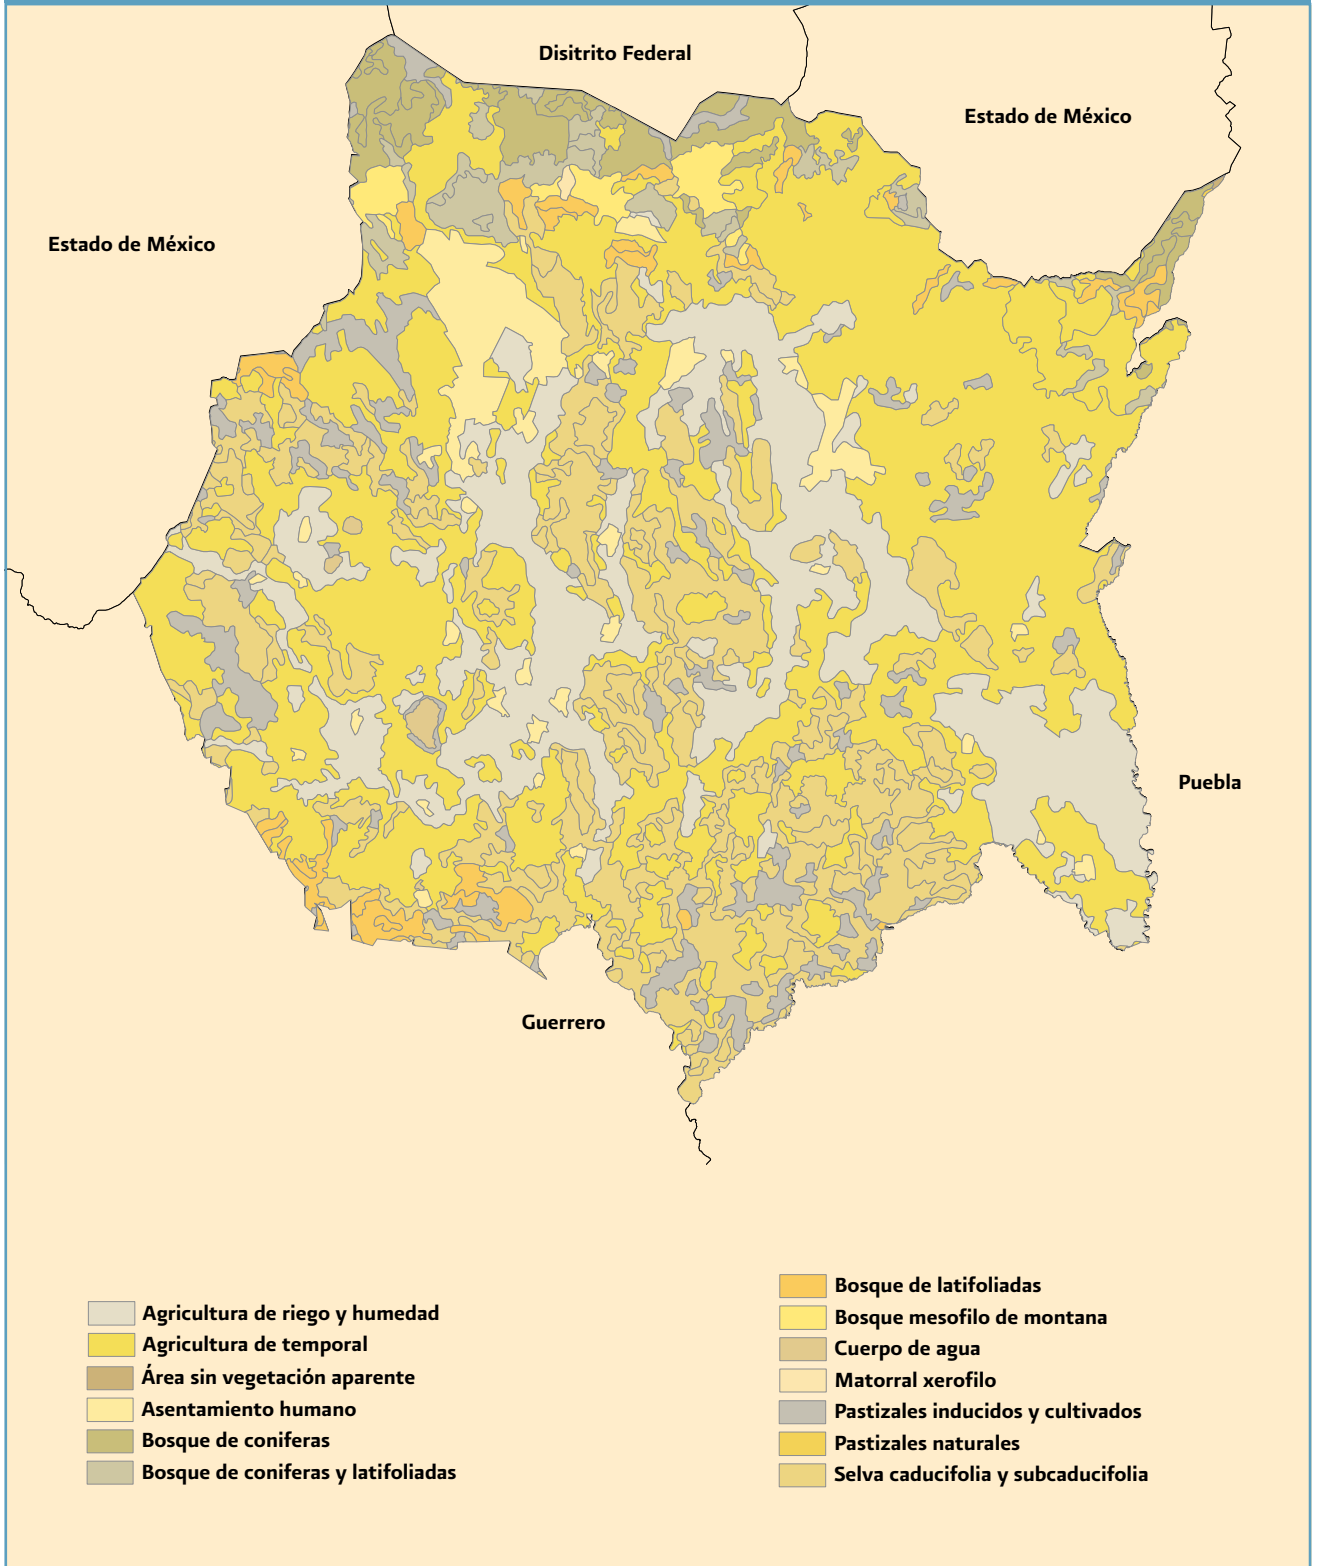 Disitrito Federal
Estado de México
Estado de México
Puebla
Guerrero
Agricultura de riego y humedad
Agricultura de temporal
Área sin vegetación aparente
Asentamiento humano
Bosque de coniferas
Bosque de coniferas y latifoliadas
Bosque de latifoliadas
Bosque mesofilo de montana
Cuerpo de agua
Matorral xerofilo
Pastizales inducidos y cultivados
Pastizales naturales
Selva caducifolia y subcaducifolia